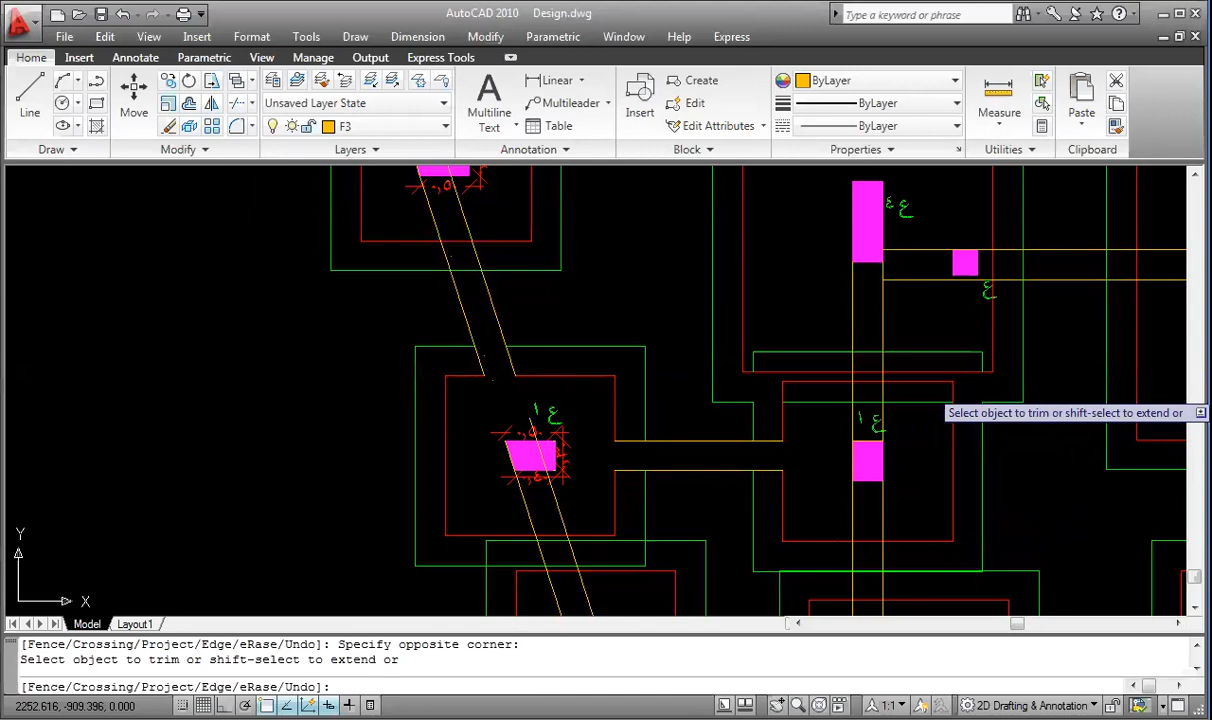 AutoCAD 2010 Design.dwg
Type a keyword or phrase
File Edit View Insert Format Tools Draw Dimension Modify Parametric Window Help Express
Home Insert Annotate Parametric View Manage Output Express Tools
Line
Move
Unsaved Layer State
F3
Multiline
Text
Linear
Multileader
Table
Insert
Create
Edit
Edit Attributes
ByLayer
ByLayer
ByLayer
Measure
Paste
Draw Modify Layers Annotation Block Properties Utilities Clipboard
ع ٤
ع
ع ١
ع ١
Select object to trim or shift-select to extend or
Y
X
Model Layout1
[Fence/Crossing/Project/Edge/eRase/Undo]: Specify opposite corner:
Select object to trim or shift-select to extend or
[Fence/Crossing/Project/Edge/eRase/Undo]:
2252.616, -909.396, 0.000
1:1
2D Drafting & Annotation